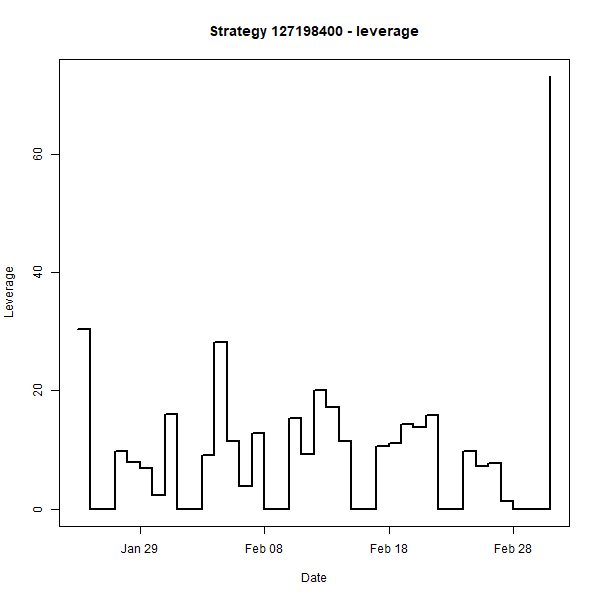 Strategy 127198400 - leverage
Leverage
60
40
20
0
Jan 29 Feb 08 Feb 18 Feb 28
Date